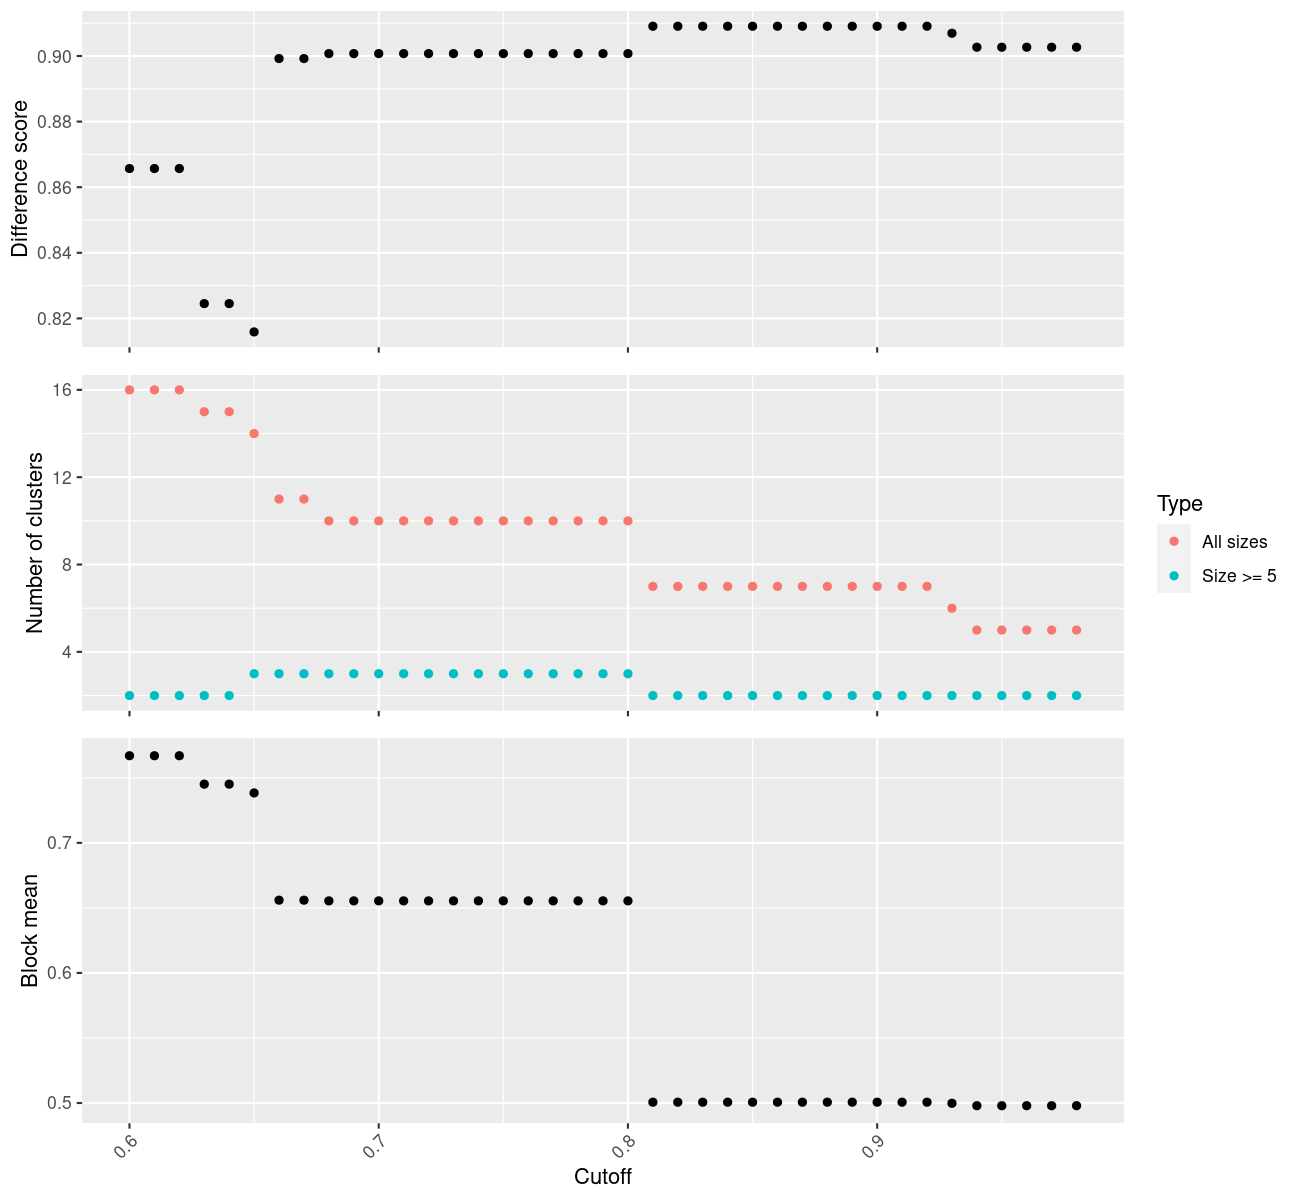 Difference score
0.90
0.88
0.86
0.84
0.82
Number of clusters
16
12
8
4
Type
All sizes
Size >= 5
Block mean
0.7
0.6
0.5
0.6
0.7
0.8
0.9
Cutoff